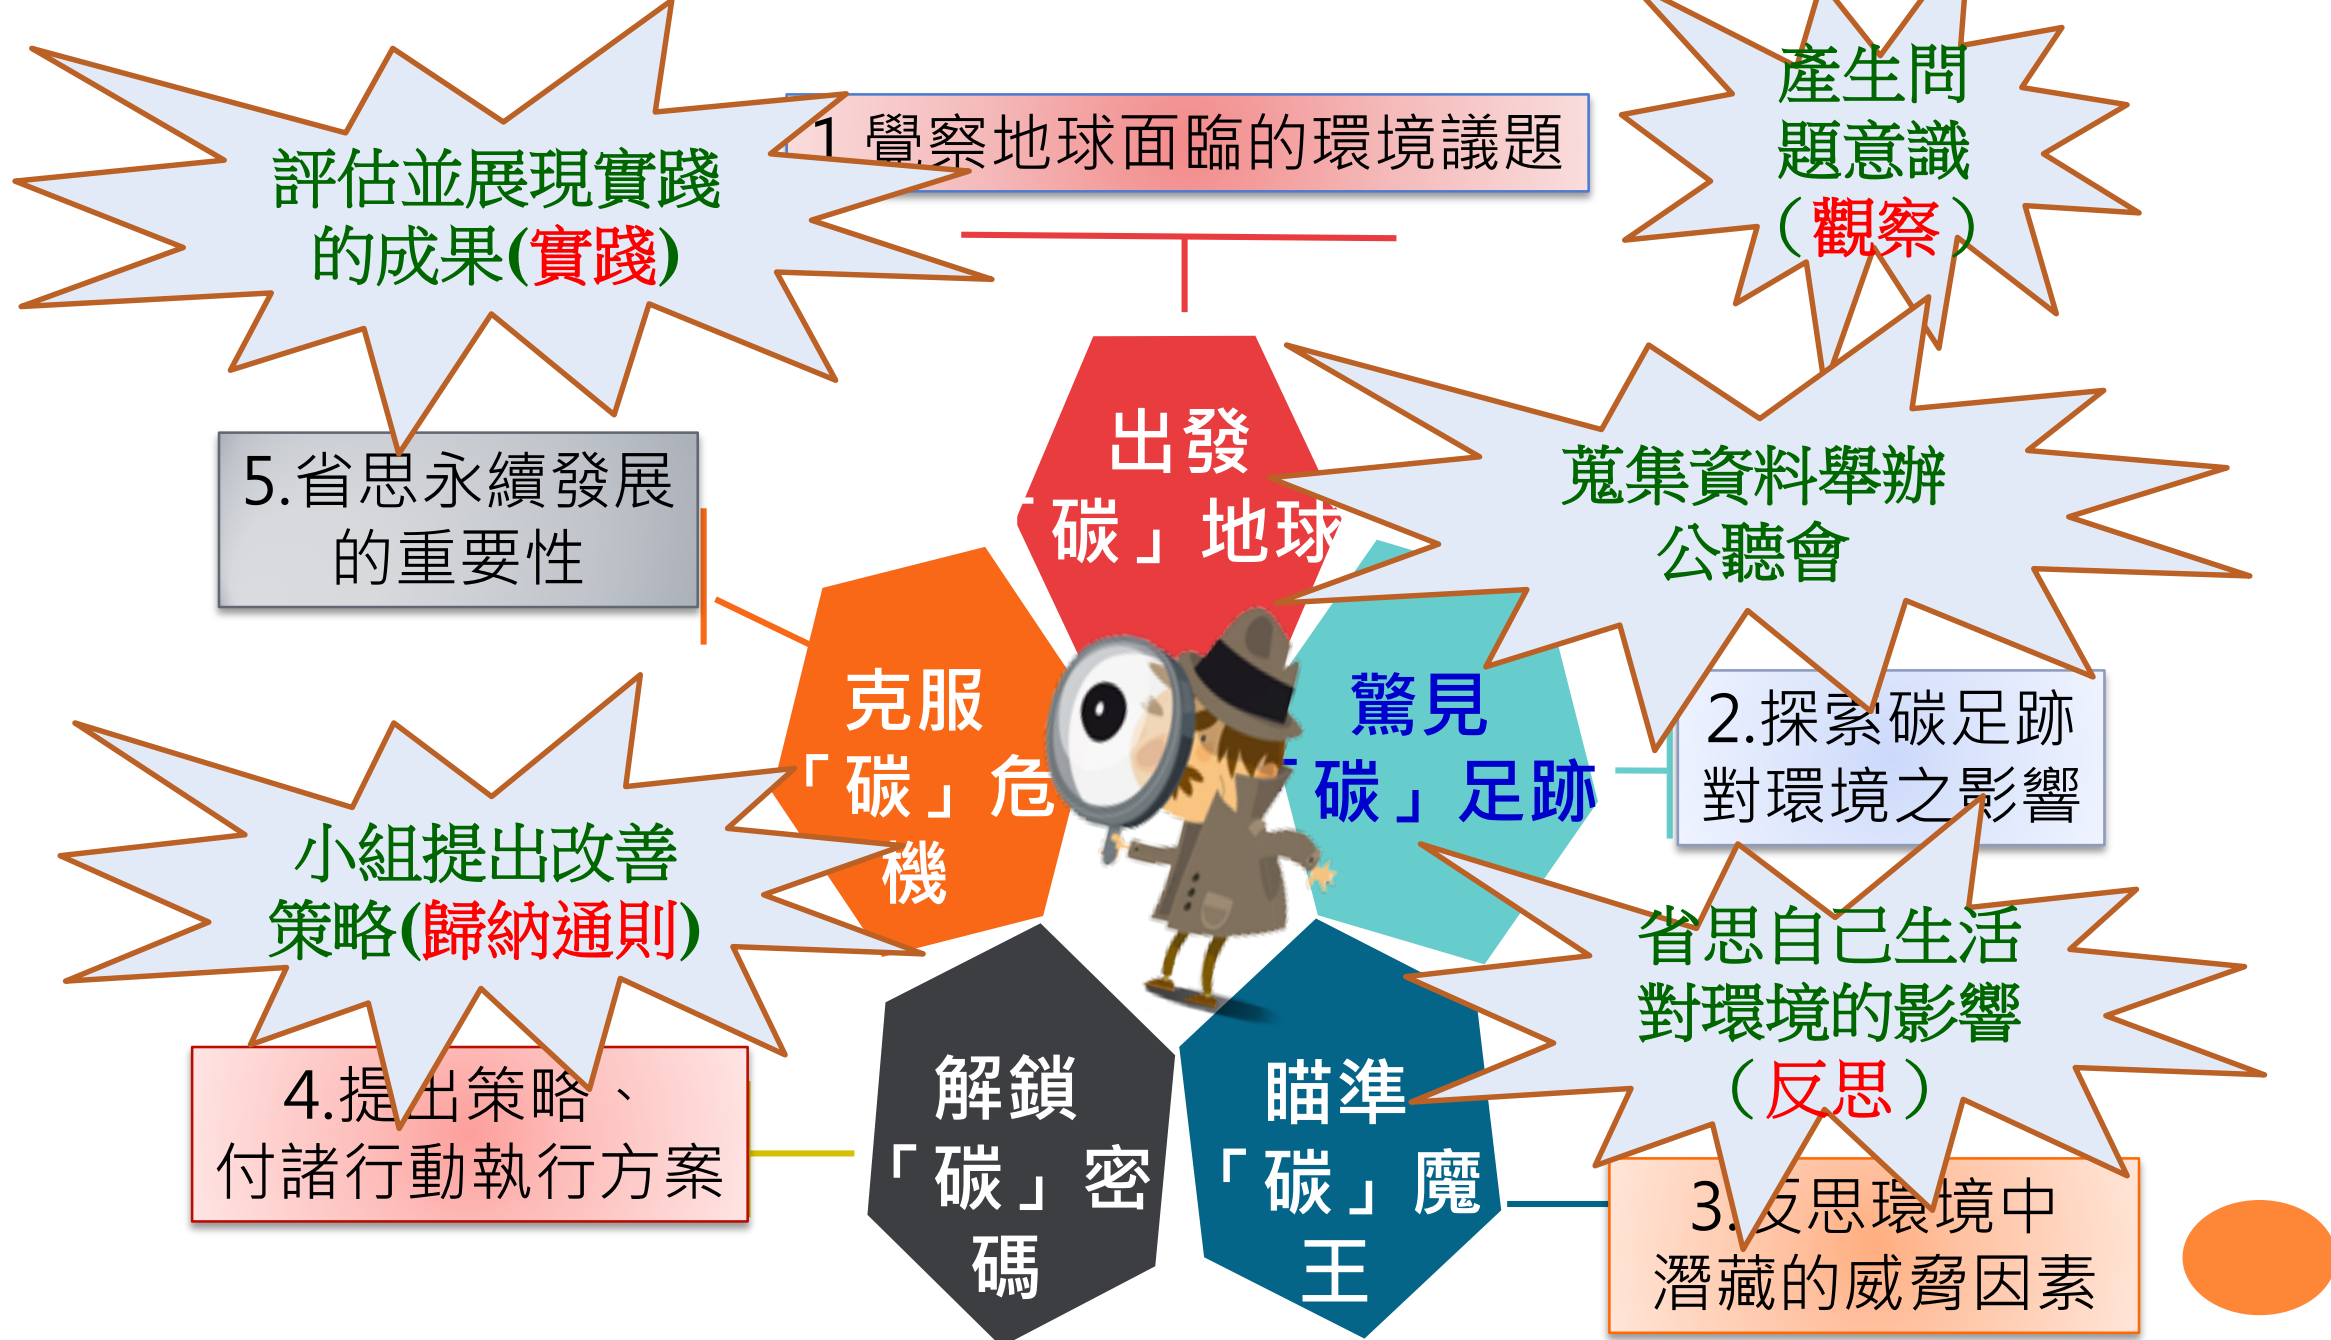 評估並展現實踐
的成果(實踐)
1 覺察地球面臨的環境議題
產生問
題意識
（觀察）
出發
「碳」地球
蒐集資料舉辦
公聽會
5.省思永續發展
的重要性
克服
「碳」危
機
驚見
「碳」足跡
2.探索碳足跡
對環境之影響
小組提出改善
策略(歸納通則)
省思自己生活
對環境的影響
（反思）
4.提出策略、
付諸行動執行方案
解鎖
「碳」密
碼
瞄準
「碳」魔
王
3.反思環境中
潛藏的威脅因素